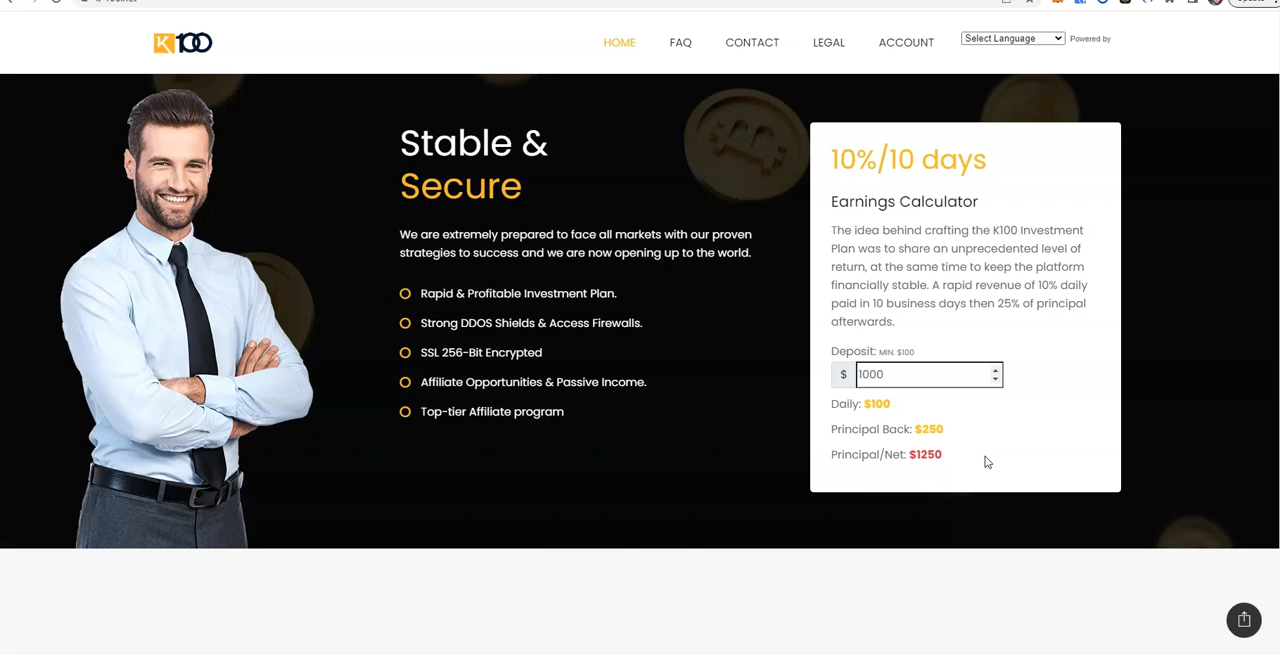 K100
HOME FAQ CONTACT LEGAL ACCOUNT Select Language Powered by
Stable &
Secure
We are extremely prepared to face all markets with our proven
strategies to success and we are now opening up to the world.
Rapid & Profitable Investment Plan.
Strong DDOS Shields & Access Firewalls.
SSL 256-Bit Encrypted
Affiliate Opportunities & Passive Income.
Top-tier Affiliate program
10%/10 days
Earnings Calculator
The idea behind crafting the K100 Investment
Plan was to share an unprecedented level of
return, at the same time to keep the platform
financially stable. A rapid revenue of 10% daily
paid in 10 business days then 25% of principal
afterwards.
Deposit: MIN. $100
$ 1000
Daily: $100
Principal Back: $250
Principal/Net: $1250